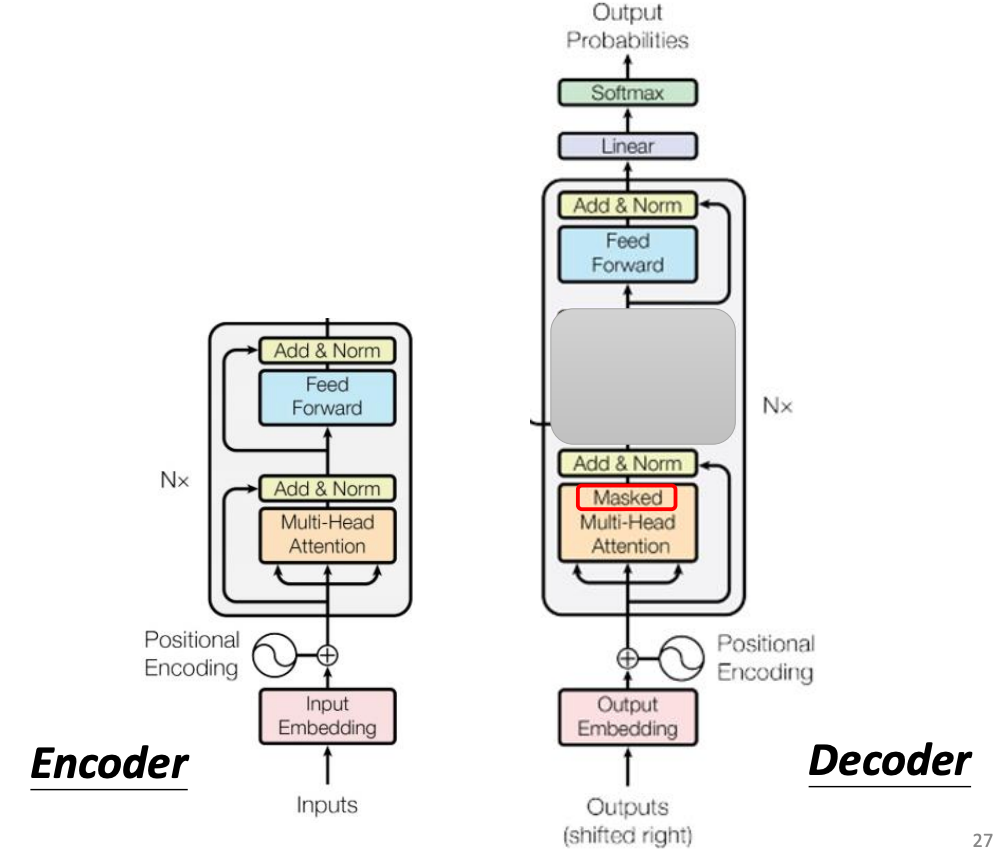 Output
Probabilities
Softmax
Linear
Add & Norm
Feed
Forward
Nx
Add & Norm
Masked
Multi-Head
Attention
Positional
Encoding
Output
Embedding
Outputs
(shifted right)
Decoder
Add & Norm
Feed
Forward
Nx
Add & Norm
Multi-Head
Attention
Positional
Encoding
Input
Embedding
Inputs
Encoder
27